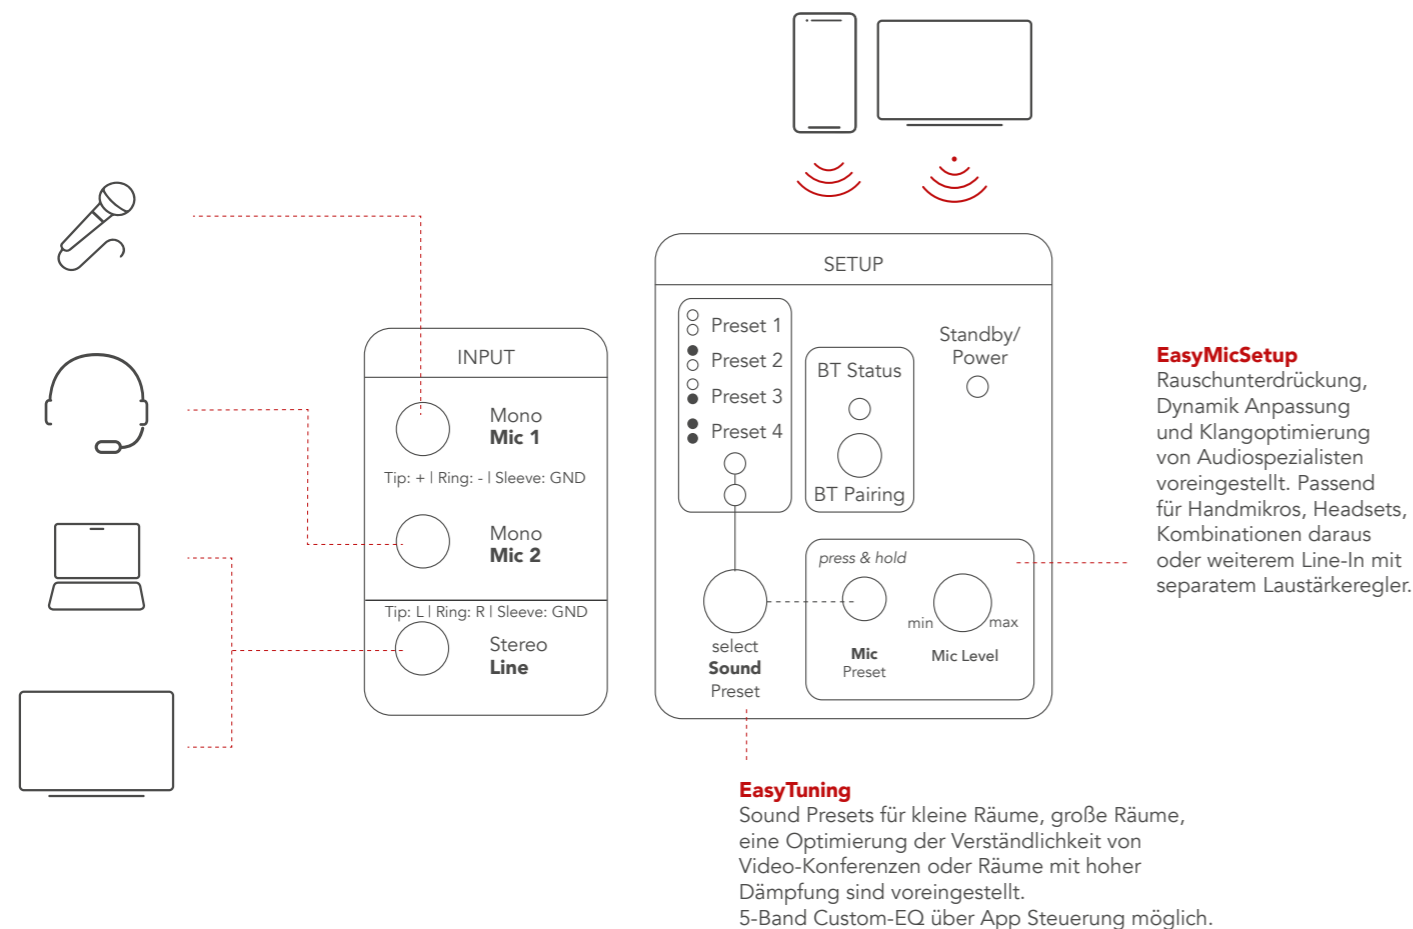 INPUT
Mono
Mic 1
Tip: + | Ring: - | Sleeve: GND
Mono
Mic 2
Tip: L | Ring: R | Sleeve: GND
Stereo
Line
SETUP
Preset 1
Preset 2
Preset 3
Preset 4
BT Status
BT Pairing
Standby/
Power
select
Sound
Preset
press & hold
Mic
Preset
min
max
Mic Level
EasyMicSetup
Rauschunterdrückung,
Dynamik Anpassung
und Klangoptimierung
von Audiospezialisten
voreingestellt. Passend
für Handmikros, Headsets,
Kombinationen daraus
oder weiterem Line-In mit
separatem Laustärkeregler.
EasyTuning
Sound Presets für kleine Räume, große Räume,
eine Optimierung der Verständlichkeit von
Video-Konferenzen oder Räume mit hoher
Dämpfung sind voreingestellt.
5-Band Custom-EQ über App Steuerung möglich.